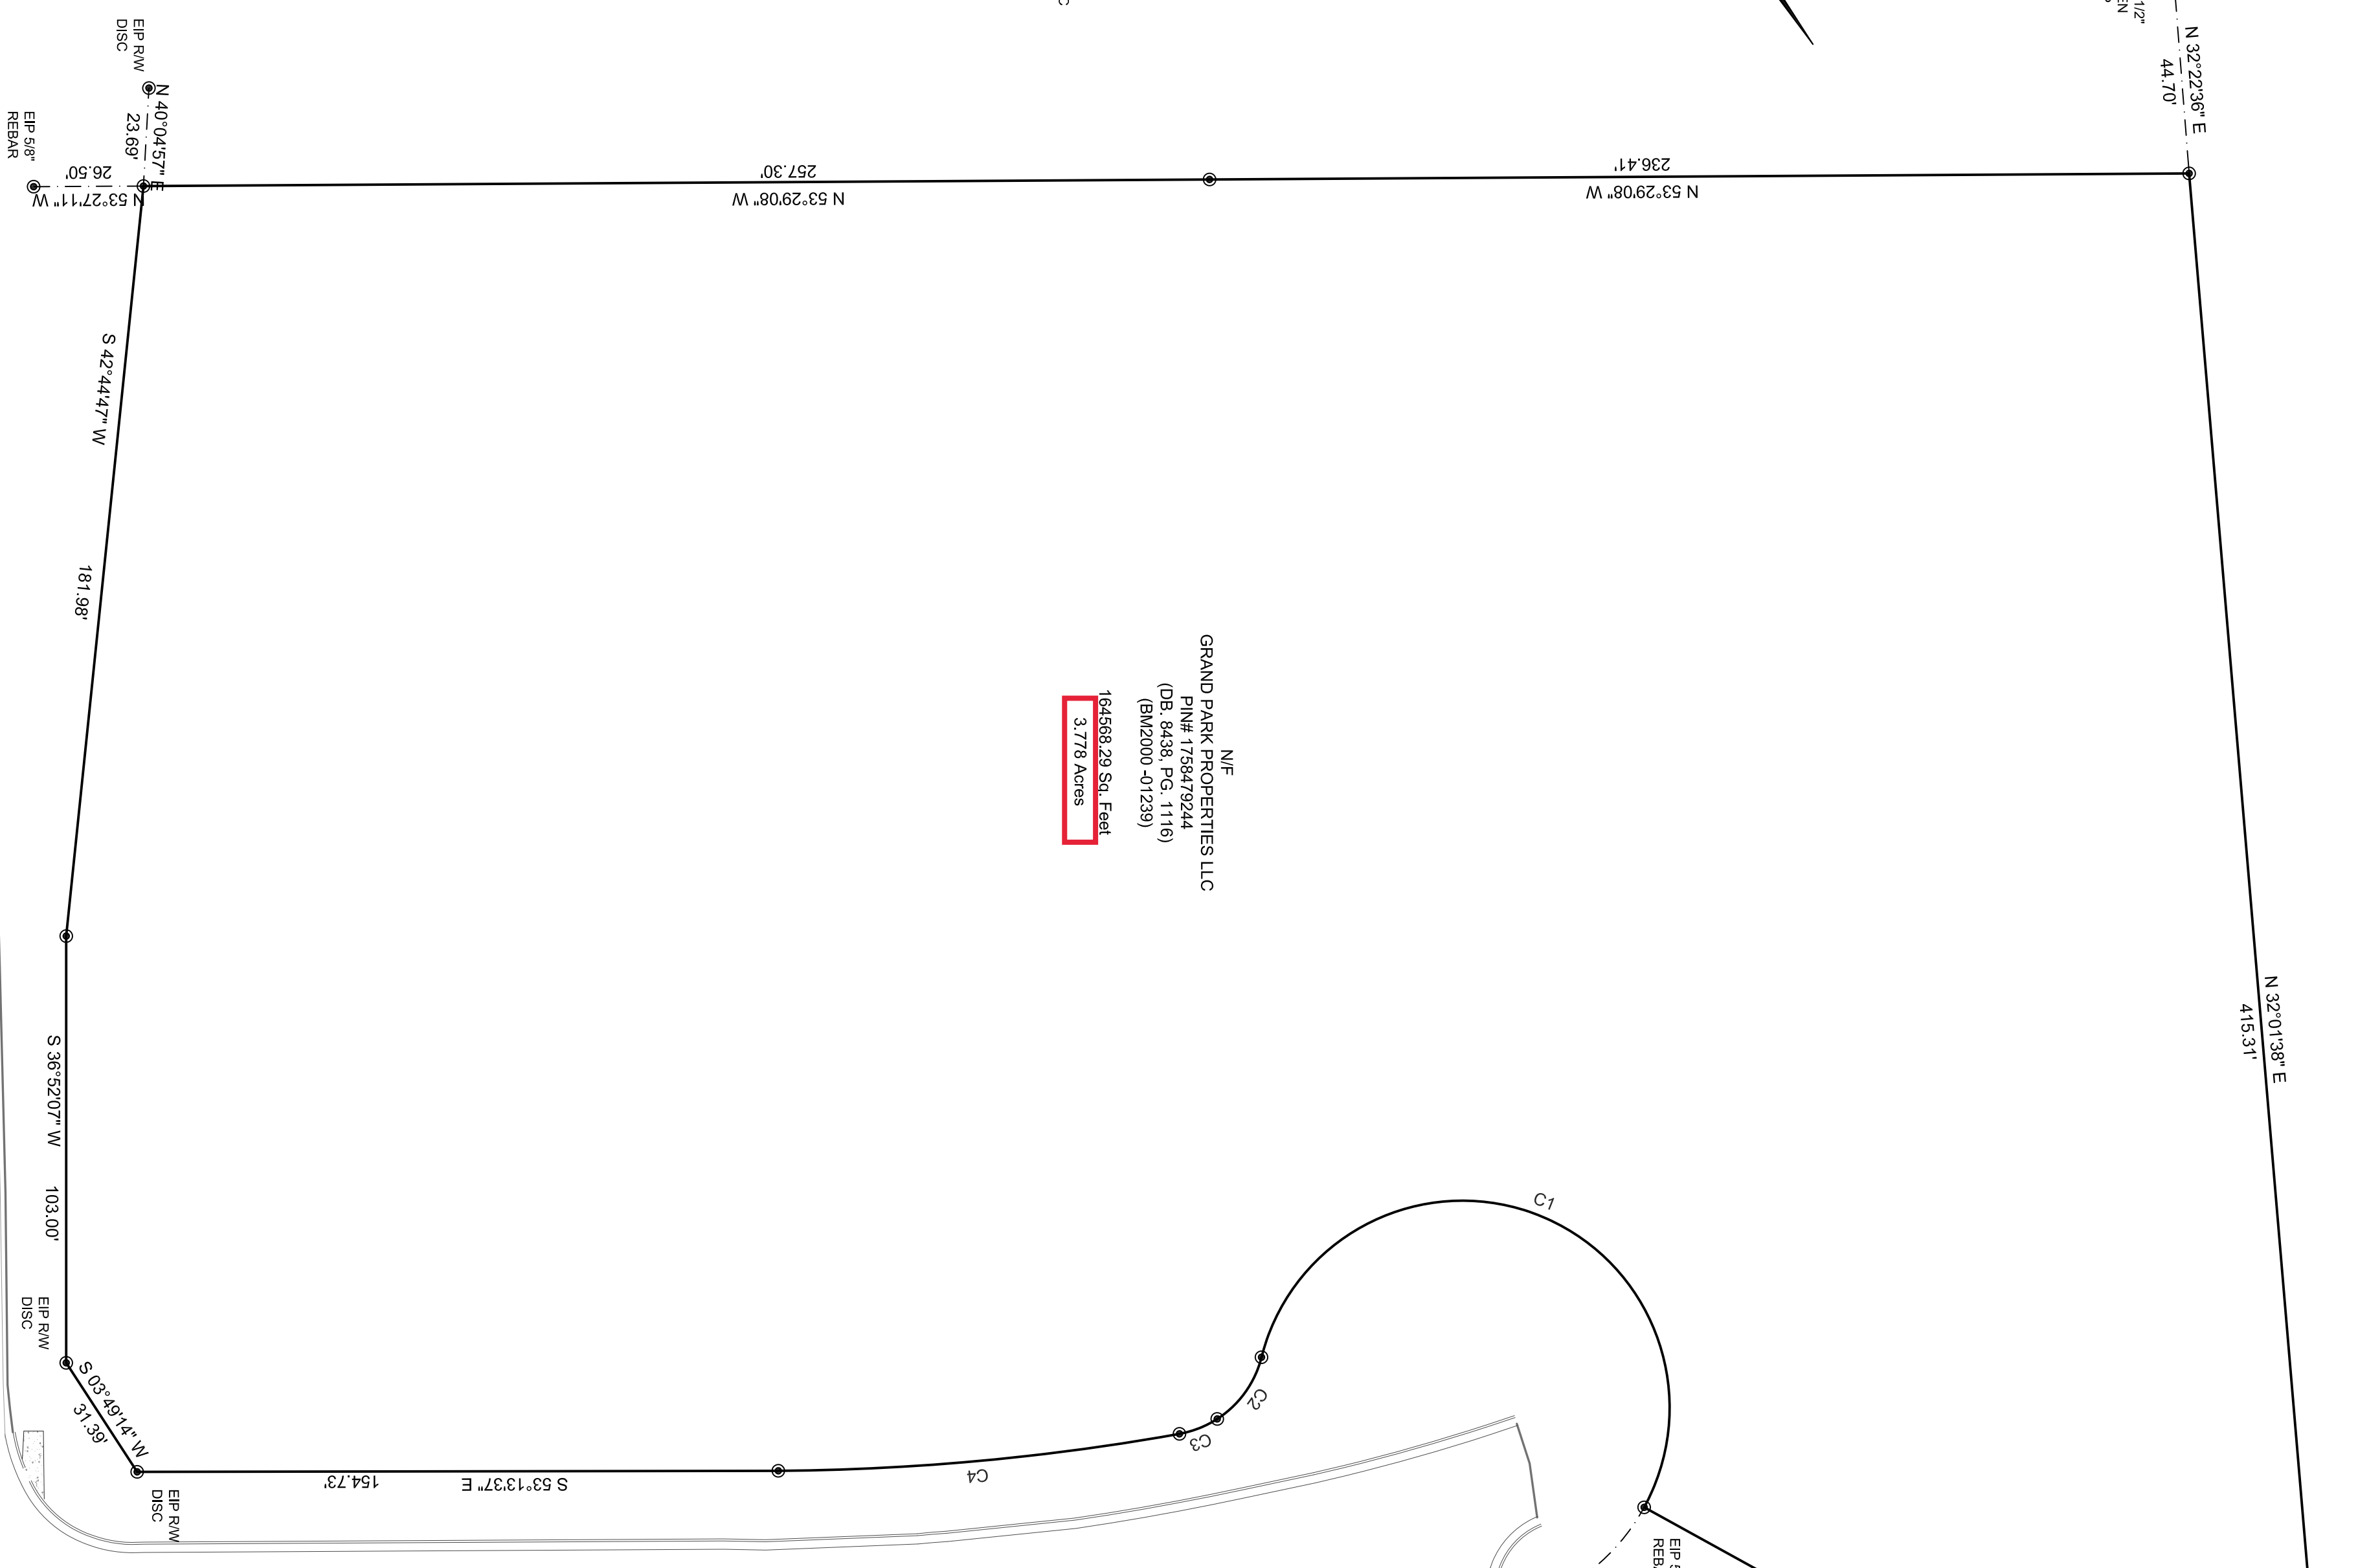 EIP R/W
DISC
N 40°04'57" E
23.69'
EIP 5/8"
REBAR
26.50'
N 53°27'11" W
257.30'
N 53°29'08" W
236.41'
N 53°29'08" W
N 32°22'36" E
44.70'
1/2"
S 42°44'47" W
181.98'
N/F
GRAND PARK PROPERTIES LLC
PIN# 1758479244
(DB. 8438, PG. 1116)
(BM2000 -01239)
164568.29 Sq. Feet
3.778 Acres
N 32°01'38" E
415.31'
S 36°52'07" W
103.00'
EIP R/W
DISC
S 03°49'14" W
31.39'
EIP R/W
DISC
S 53°13'37" E
154.73'
C1
C2
C3
C4
EIP